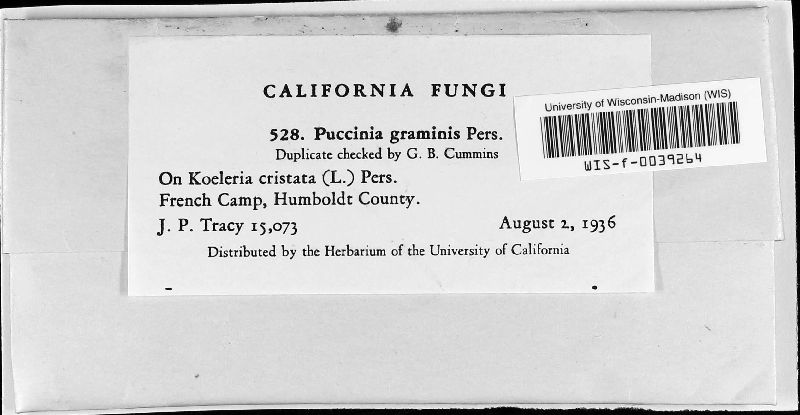 CALIFORNIA FUNGI
528. Puccinia graminis Pers.
Duplicate checked by G. B. Cummins
On Koeleria cristata (L.) Pers.
French Camp, Humboldt County.
J. P. Tracy 15,073 August 2, 1936
Distributed by the Herbarium of the University of California
University of Wisconsin-Madison (WIS)
WIS-f-0039264